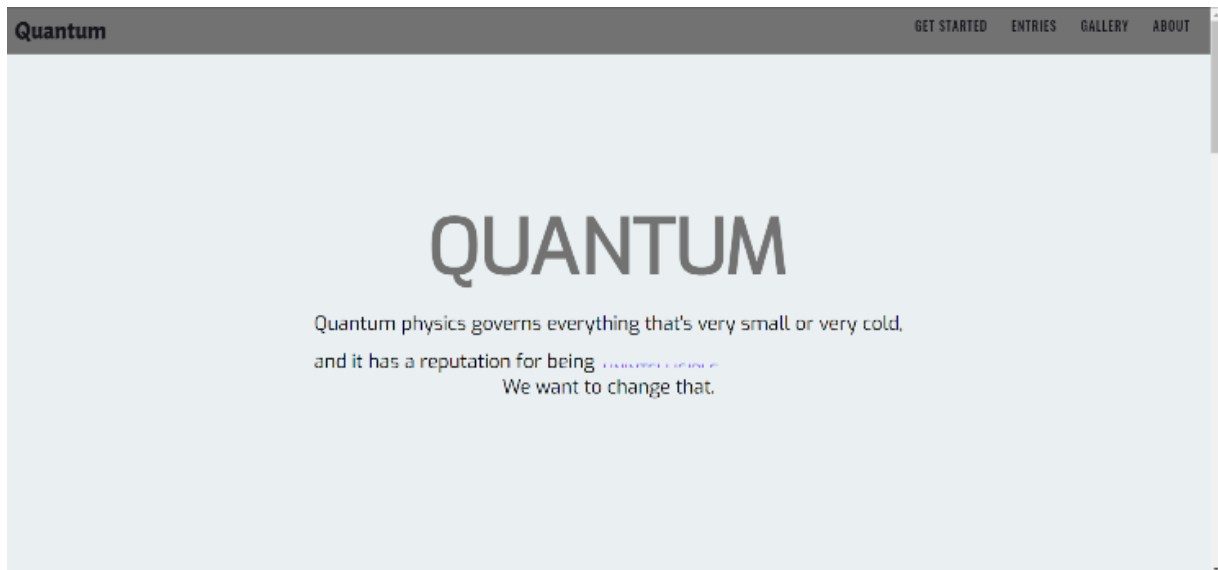 Quantum
GET STARTED ENTRIES GALLERY ABOUT
QUANTUM
Quantum physics governs everything that's very small or very cold,
and it has a reputation for being
We want to change that.